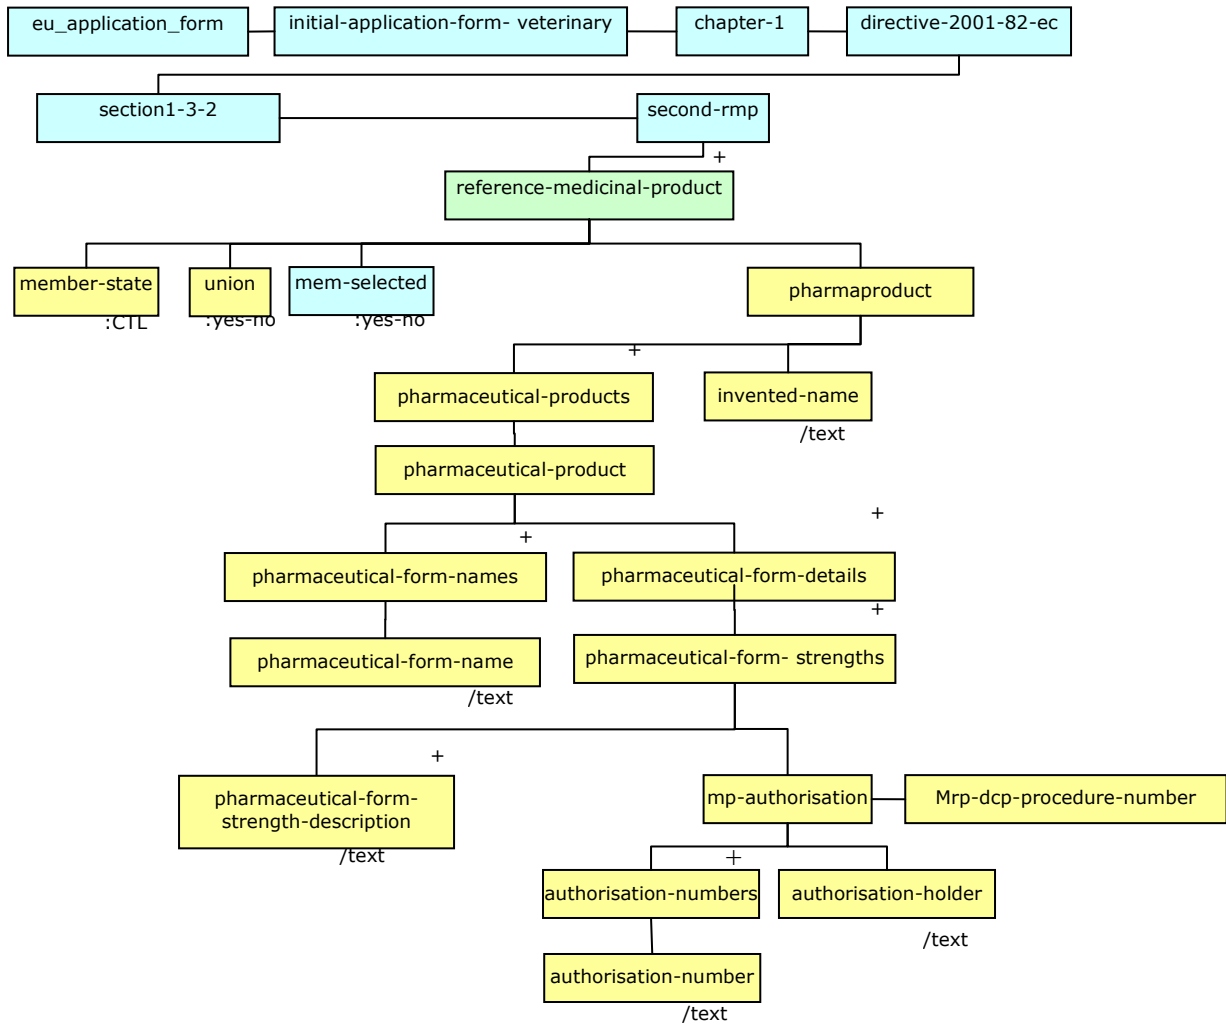 eu_application_form
initial-application-form- veterinary
chapter-1
directive-2001-82-ec
section1-3-2
second-rmp
+
reference-medicinal-product
member-state
:CTL
union
:yes-no
mem-selected
:yes-no
pharmaproduct
+
pharmaceutical-products
invented-name
/text
pharmaceutical-product
+
+
pharmaceutical-form-names
pharmaceutical-form-details
+
pharmaceutical-form-name
/text
pharmaceutical-form- strengths
+
pharmaceutical-form-
strength-description
/text
mp-authorisation
Mrp-dcp-procedure-number
+
authorisation-numbers
authorisation-holder
/text
authorisation-number
/text